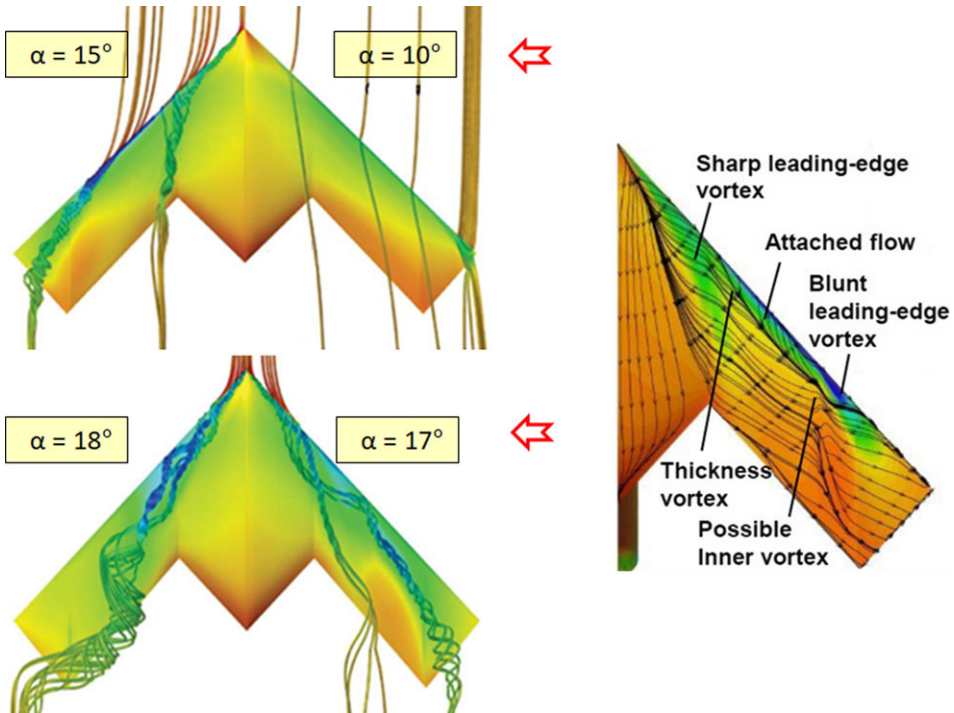 α = 15°
α = 10°
α = 18°
α = 17°
Sharp leading-edge
vortex
Attached flow
Blunt
leading-edge
vortex
Thickness
vortex
Possible
Inner vortex